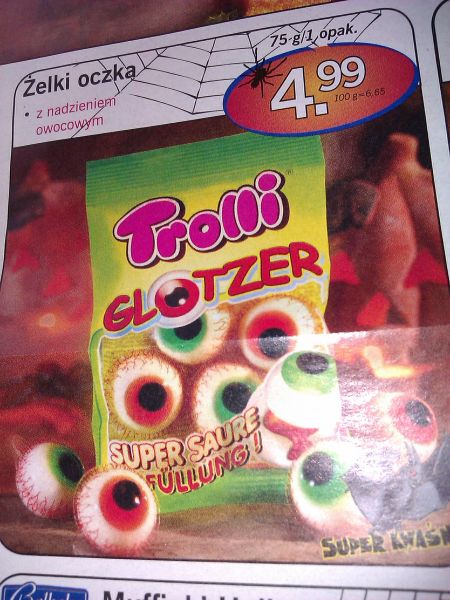 75-g/1 opak.
Żelki oczka
4.99
100 g=6,65
• z nadzieniem
owocowym
Trolli
GLOTZER
SUPER SAURE
FÜLLUNG!
SUPER KWAŚN